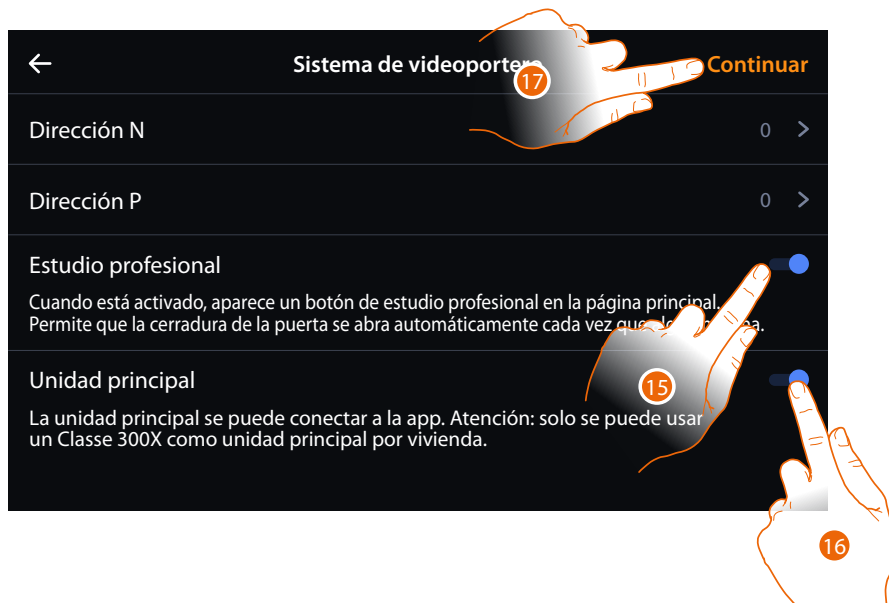 Sistema de videoportero
Continuar
17
Dirección N
0
Dirección P
0
Estudio profesional
Cuando está activado, aparece un botón de estudio profesional en la página principal.
Permite que la cerradura de la puerta se abra automáticamente cada vez que
Unidad principal
15
La unidad principal se puede conectar a la app. Atención: solo se puede usar
un Classe 300X como unidad principal por vivienda.
16